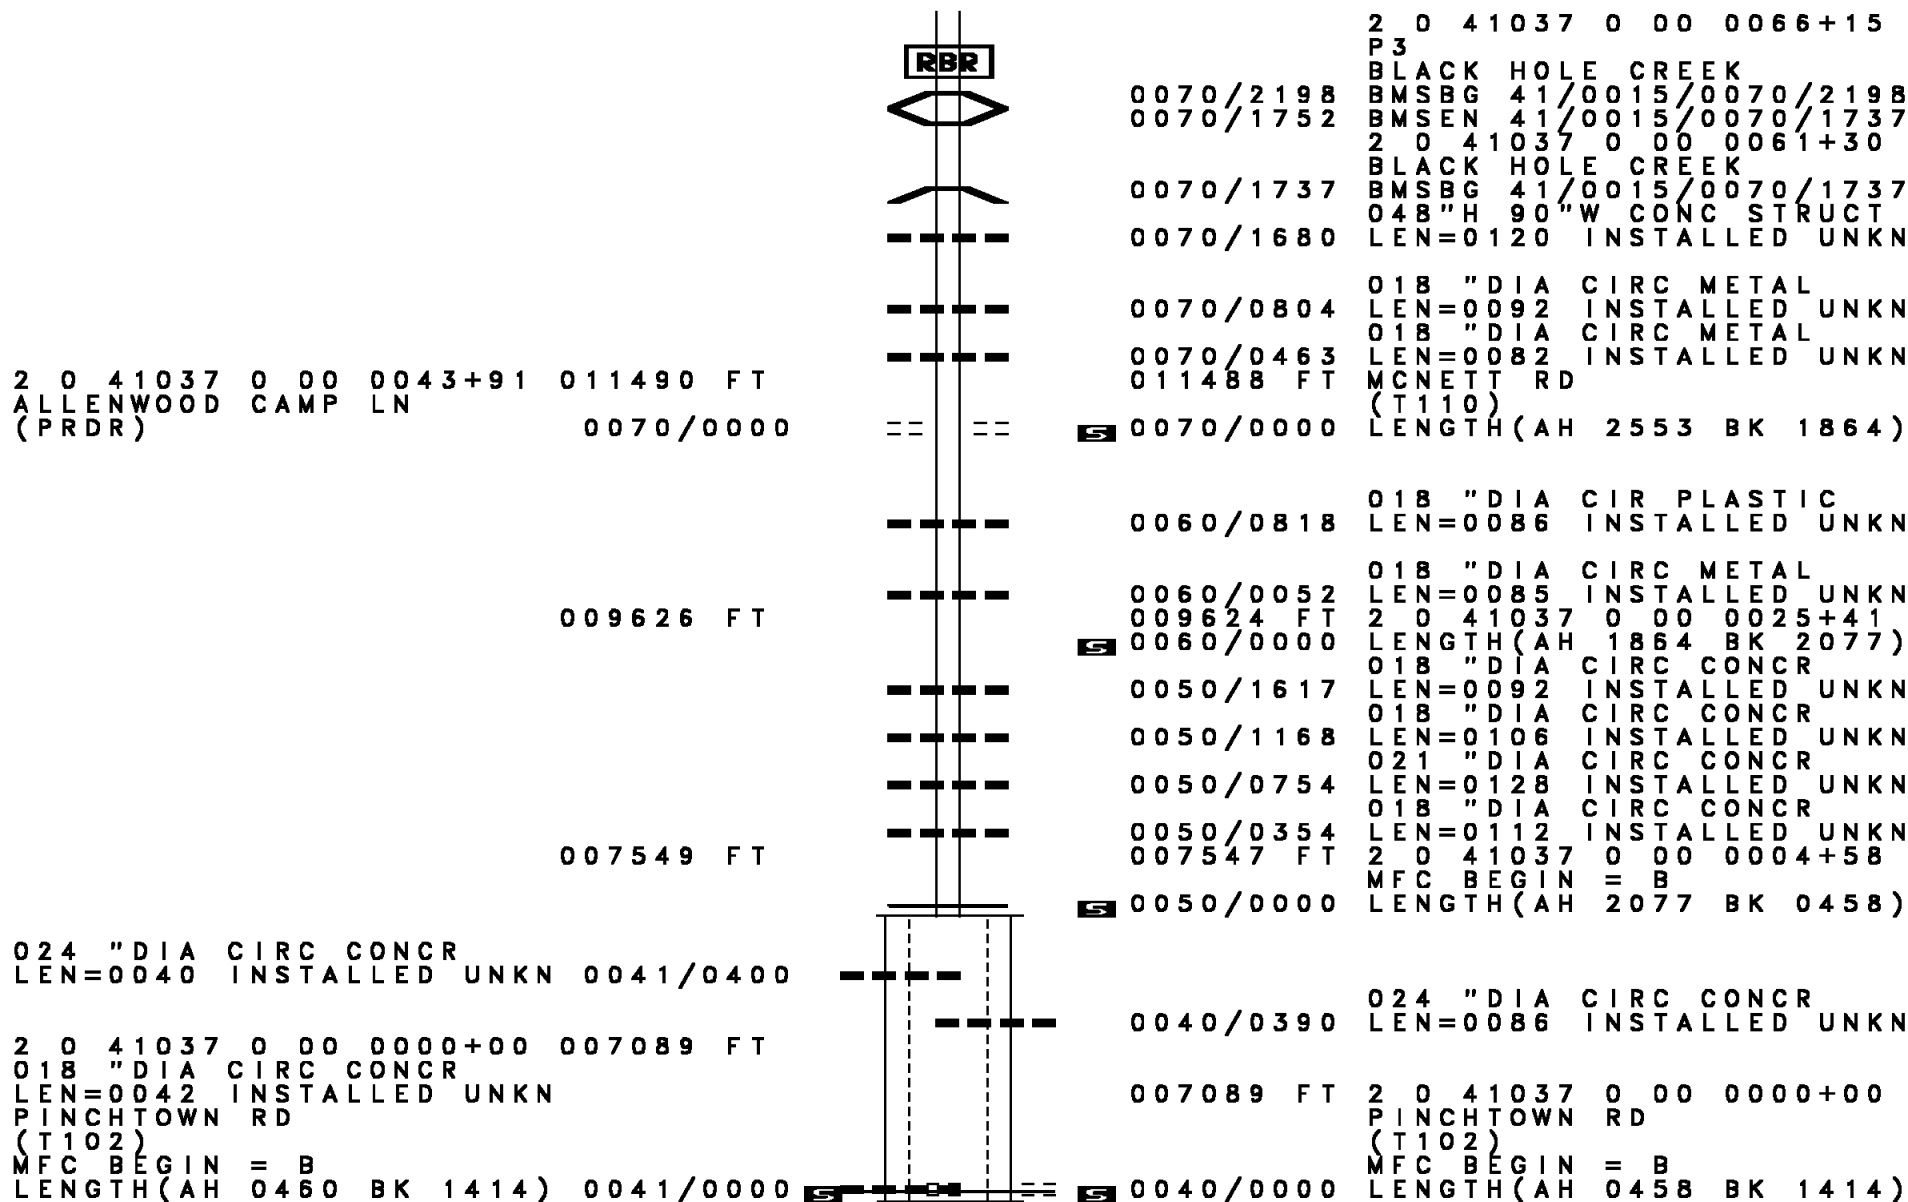 2 0 41037 0 00 0066+15
P3
RBR
BLACK HOLE CREEK
0070/2198 BMSBG 41/0015/0070/2198
0070/1752 BMSEN 41/0015/0070/1737
2 0 41037 0 00 0061+30
BLACK HOLE CREEK
0070/1737 BMSBG 41/0015/0070/1737
048"H 90"W CONC STRUCT
0070/1680 LEN=0120 INSTALLED UNKN
018 "DIA CIRC METAL
0070/0804 LEN=0092 INSTALLED UNKN
018 "DIA CIRC METAL
0070/0463 LEN=0082 INSTALLED UNKN
2 0 41037 0 00 0043+91 011490 FT 011488 FT MCNETT RD
ALLENWOOD CAMP LN (T110)
(PRDR) 0070/0000 S 0070/0000 LENGTH(AH 2553 BK 1864)
018 "DIA CIR PLASTIC
0060/0818 LEN=0086 INSTALLED UNKN
018 "DIA CIRC METAL
0060/0052 LEN=0085 INSTALLED UNKN
009626 FT 009624 FT 2 0 41037 0 00 0025+41
S 0060/0000 LENGTH(AH 1864 BK 2077)
018 "DIA CIRC CONCR
0050/1617 LEN=0092 INSTALLED UNKN
018 "DIA CIRC CONCR
0050/1168 LEN=0106 INSTALLED UNKN
021 "DIA CIRC CONCR
0050/0754 LEN=0128 INSTALLED UNKN
018 "DIA CIRC CONCR
0050/0354 LEN=0112 INSTALLED UNKN
007549 FT 007547 FT 2 0 41037 0 00 0004+58
MFC BEGIN = B
S 0050/0000 LENGTH(AH 2077 BK 0458)
024 "DIA CIRC CONCR
LEN=0040 INSTALLED UNKN 0041/0400
024 "DIA CIRC CONCR
0040/0390 LEN=0086 INSTALLED UNKN
2 0 41037 0 00 0000+00 007089 FT
018 "DIA CIRC CONCR
LEN=0042 INSTALLED UNKN 007089 FT 2 0 41037 0 00 0000+00
PINCHTOWN RD PINCHTOWN RD
(T102) (T102)
MFC BEGIN = B MFC BEGIN = B
LENGTH(AH 0460 BK 1414) 0041/0000 S S 0040/0000 LENGTH(AH 0458 BK 1414)